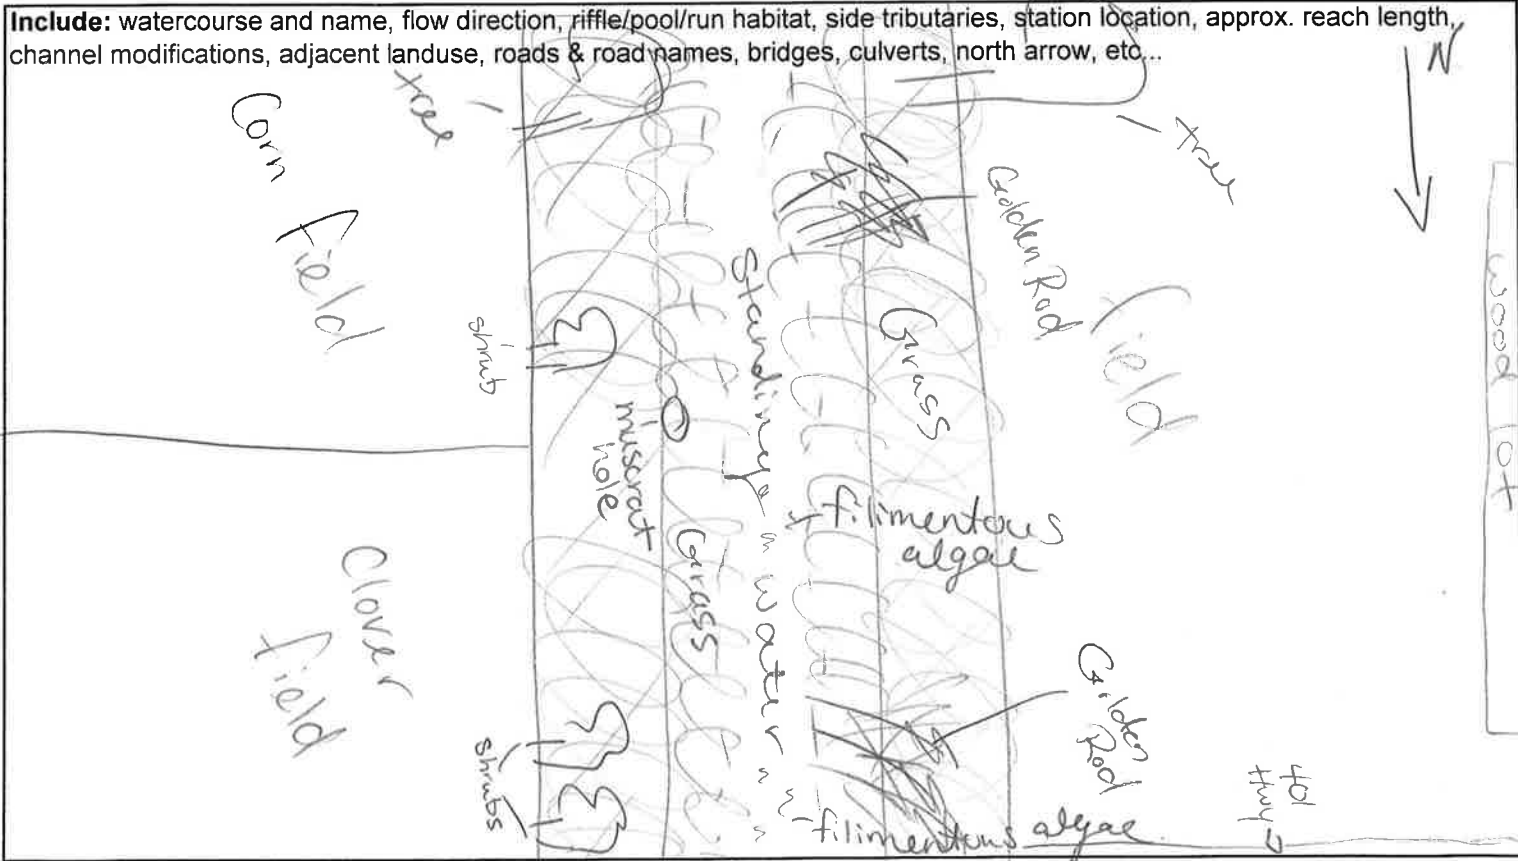 Include: watercourse and name, flow direction, riffle/pool/run habitat, side tributaries, station location, approx. reach length,
channel modifications, adjacent landuse, roads & road names, bridges, culverts, north arrow, etc...
N
tree
Corn
Field
tree
Golden Rod
field
wood lot
shrub
Standing water
Grass
muscrat
hole
filimentous
algae
Grass
Clover
field
Golden
Rod
shrubs
401
Hwy
filimentous algae